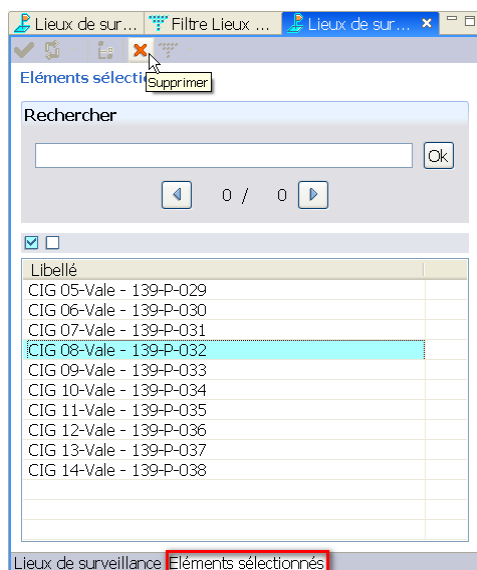 Lieux de sur... Filtre Lieux ... Lieux de sur...
Eléments sélecti
Supprimer
Rechercher
Ok
0 / 0
Libellé
CIG 05-Vale - 139-P-029
CIG 06-Vale - 139-P-030
CIG 07-Vale - 139-P-031
CIG 08-Vale - 139-P-032
CIG 09-Vale - 139-P-033
CIG 10-Vale - 139-P-034
CIG 11-Vale - 139-P-035
CIG 12-Vale - 139-P-036
CIG 13-Vale - 139-P-037
CIG 14-Vale - 139-P-038
Lieux de surveillance Eléments sélectionnés